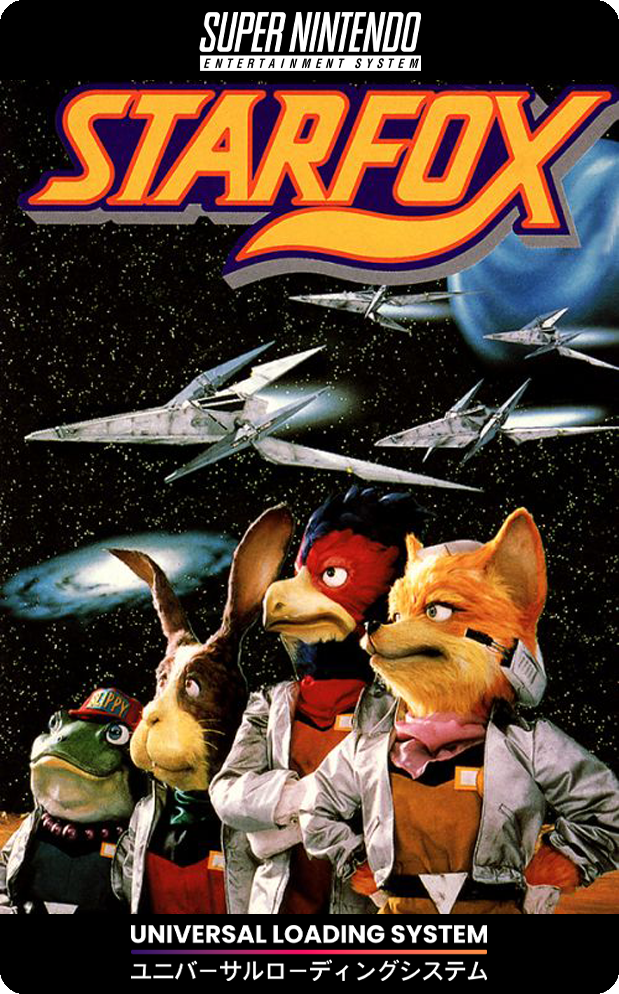 SUPER NINTENDO
ENTERTAINMENT SYSTEM
STARFOX
SLIPPY
UNIVERSAL LOADING SYSTEM
ユニバーサルローディングシステム